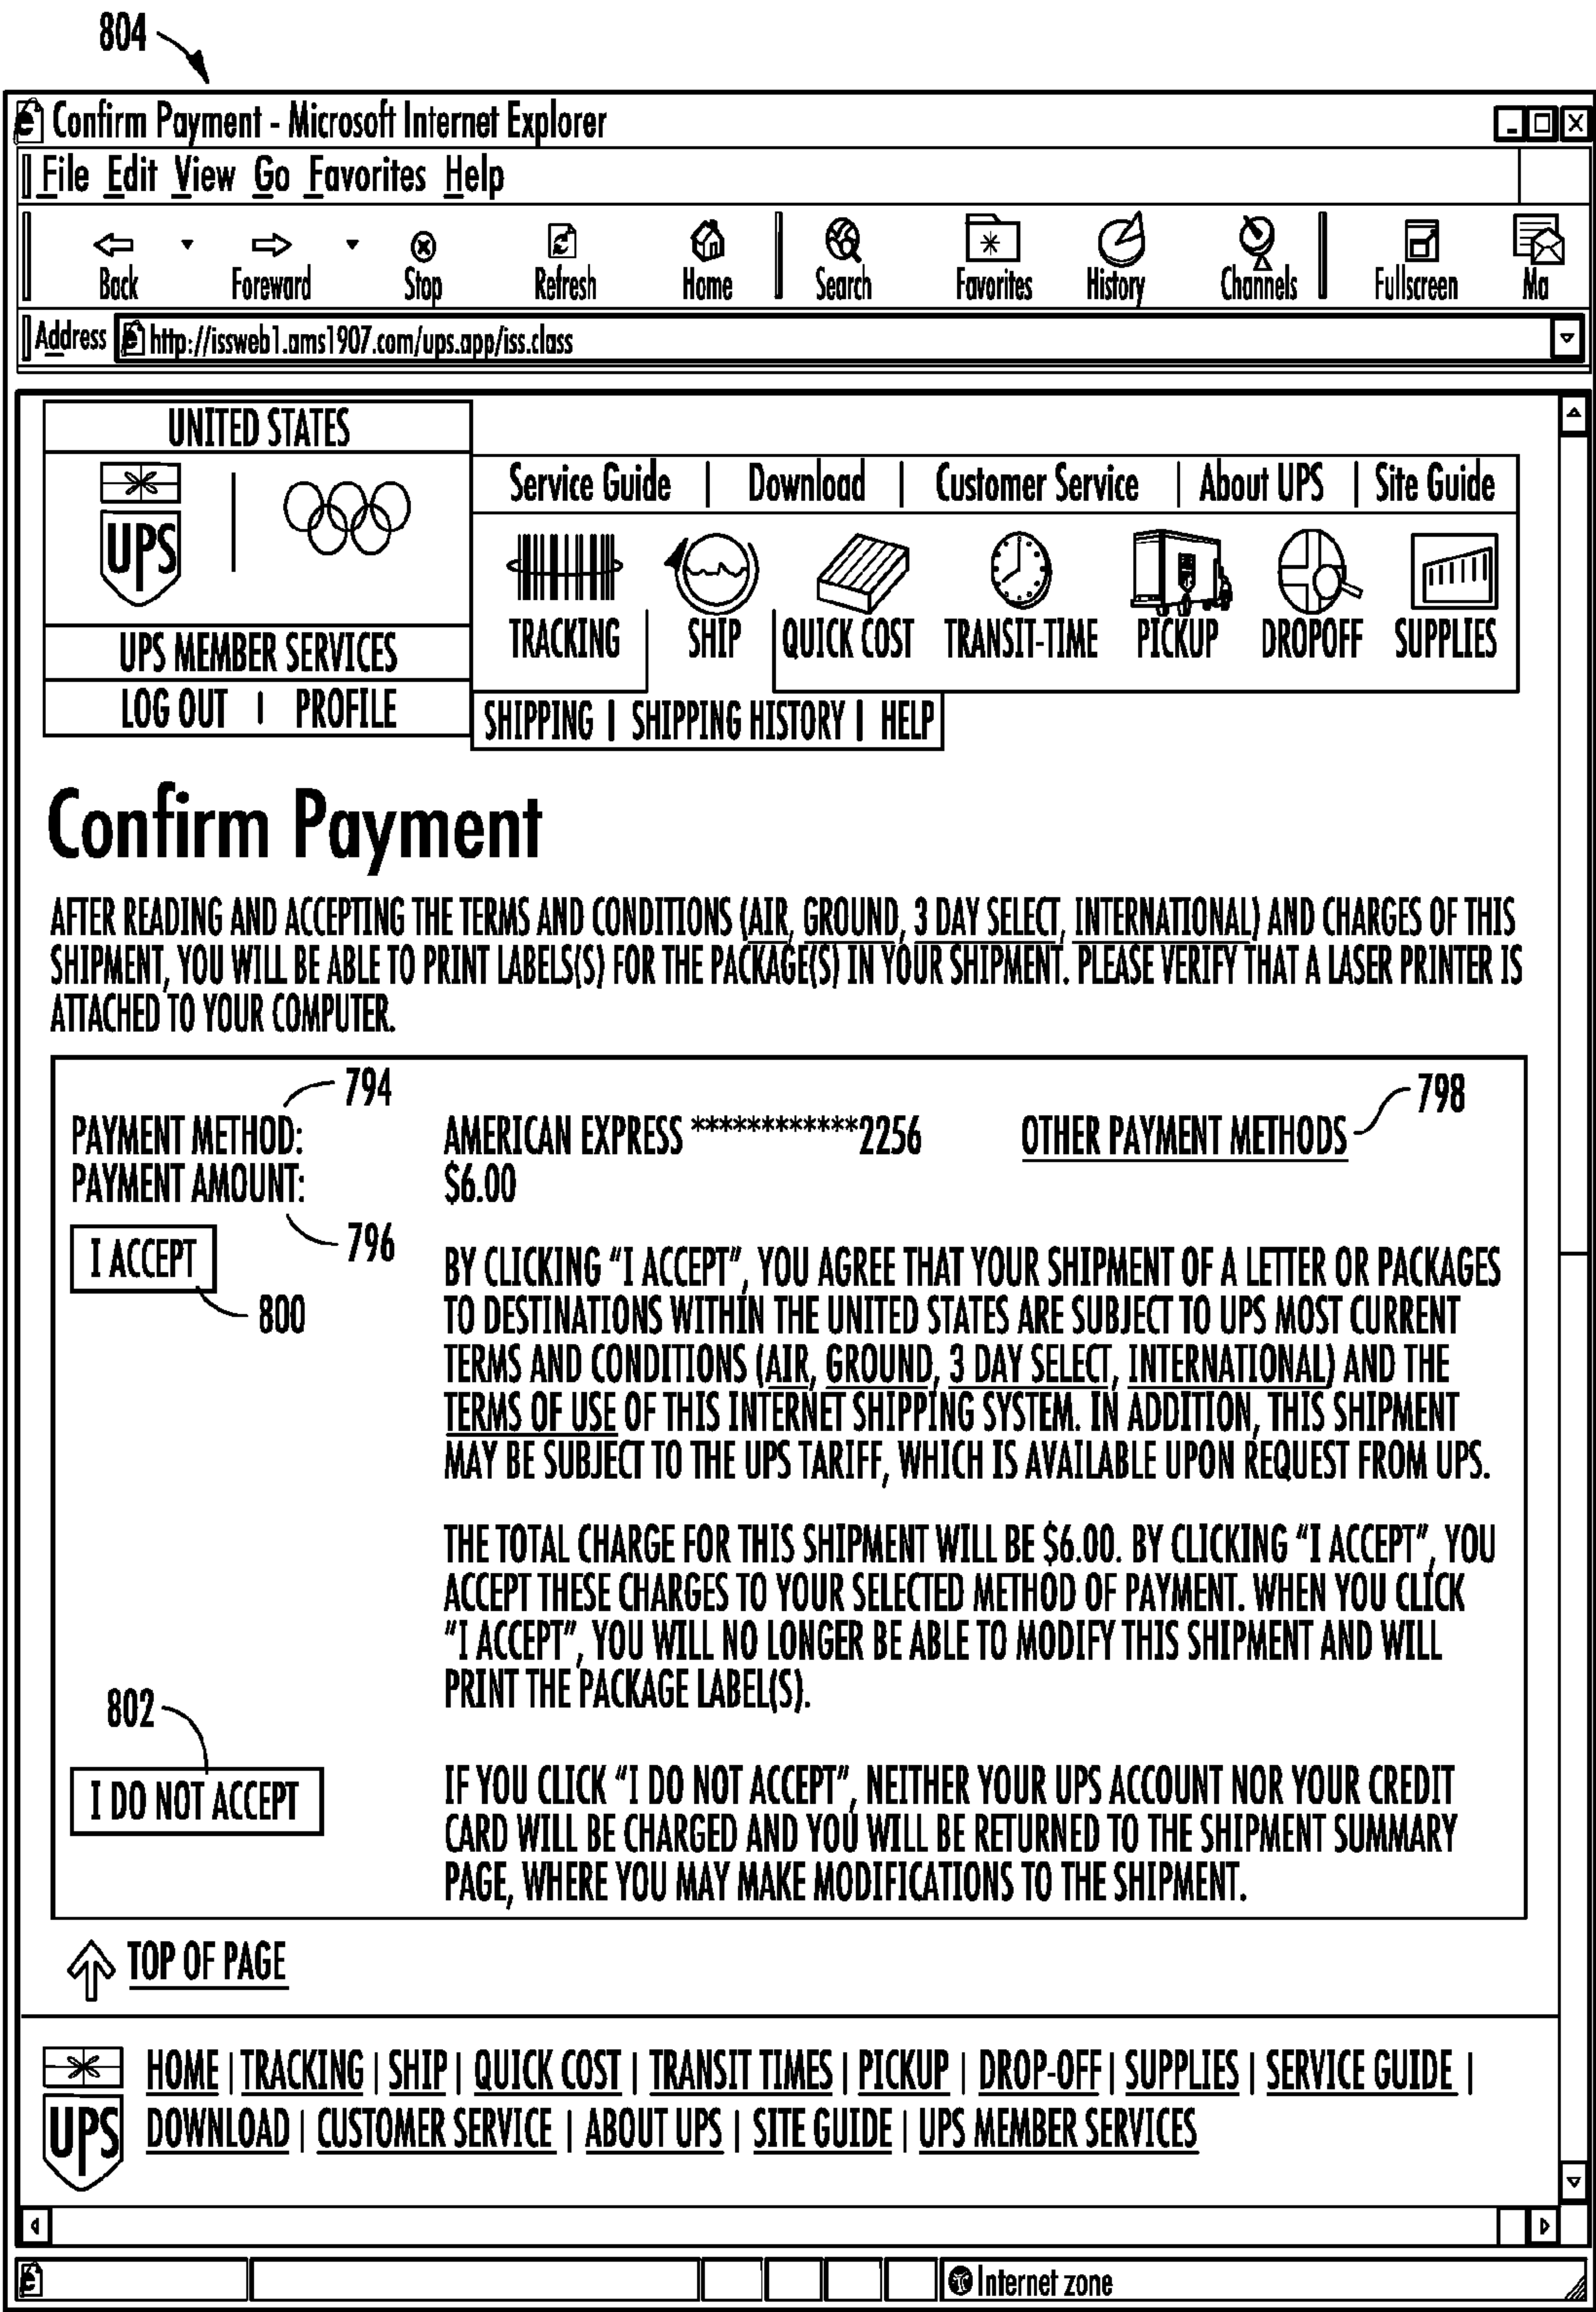 804
Confirm Payment - Microsoft Internet Explorer
File Edit View Go Favorites Help
Back Foreward Stop Refresh Home Search Favorites History Channels Fullscreen Ma
Address http://issweb1.ams1907.com/ups.app/iss.class
UNITED STATES
Service Guide | Download | Customer Service | About UPS | Site Guide
UPS
TRACKING SHIP QUICK COST TRANSIT-TIME PICKUP DROPOFF SUPPLIES
UPS MEMBER SERVICES
LOG OUT | PROFILE
SHIPPING | SHIPPING HISTORY | HELP
Confirm Payment
AFTER READING AND ACCEPTING THE TERMS AND CONDITIONS (AIR, GROUND, 3 DAY SELECT, INTERNATIONAL) AND CHARGES OF THIS
SHIPMENT, YOU WILL BE ABLE TO PRINT LABELS(S) FOR THE PACKAGE(S) IN YOUR SHIPMENT. PLEASE VERIFY THAT A LASER PRINTER IS
ATTACHED TO YOUR COMPUTER.
794
798
PAYMENT METHOD: AMERICAN EXPRESS ************2256 OTHER PAYMENT METHODS
PAYMENT AMOUNT: $6.00
796
I ACCEPT
800
BY CLICKING "I ACCEPT", YOU AGREE THAT YOUR SHIPMENT OF A LETTER OR PACKAGES
TO DESTINATIONS WITHIN THE UNITED STATES ARE SUBJECT TO UPS MOST CURRENT
TERMS AND CONDITIONS (AIR, GROUND, 3 DAY SELECT, INTERNATIONAL) AND THE
TERMS OF USE OF THIS INTERNET SHIPPING SYSTEM. IN ADDITION, THIS SHIPMENT
MAY BE SUBJECT TO THE UPS TARIFF, WHICH IS AVAILABLE UPON REQUEST FROM UPS.
THE TOTAL CHARGE FOR THIS SHIPMENT WILL BE $6.00. BY CLICKING "I ACCEPT", YOU
ACCEPT THESE CHARGES TO YOUR SELECTED METHOD OF PAYMENT. WHEN YOU CLICK
"I ACCEPT", YOU WILL NO LONGER BE ABLE TO MODIFY THIS SHIPMENT AND WILL
PRINT THE PACKAGE LABEL(S).
802
I DO NOT ACCEPT
IF YOU CLICK "I DO NOT ACCEPT", NEITHER YOUR UPS ACCOUNT NOR YOUR CREDIT
CARD WILL BE CHARGED AND YOU WILL BE RETURNED TO THE SHIPMENT SUMMARY
PAGE, WHERE YOU MAY MAKE MODIFICATIONS TO THE SHIPMENT.
TOP OF PAGE
HOME | TRACKING | SHIP | QUICK COST | TRANSIT TIMES | PICKUP | DROP-OFF | SUPPLIES | SERVICE GUIDE |
UPS
DOWNLOAD | CUSTOMER SERVICE | ABOUT UPS | SITE GUIDE | UPS MEMBER SERVICES
Internet zone